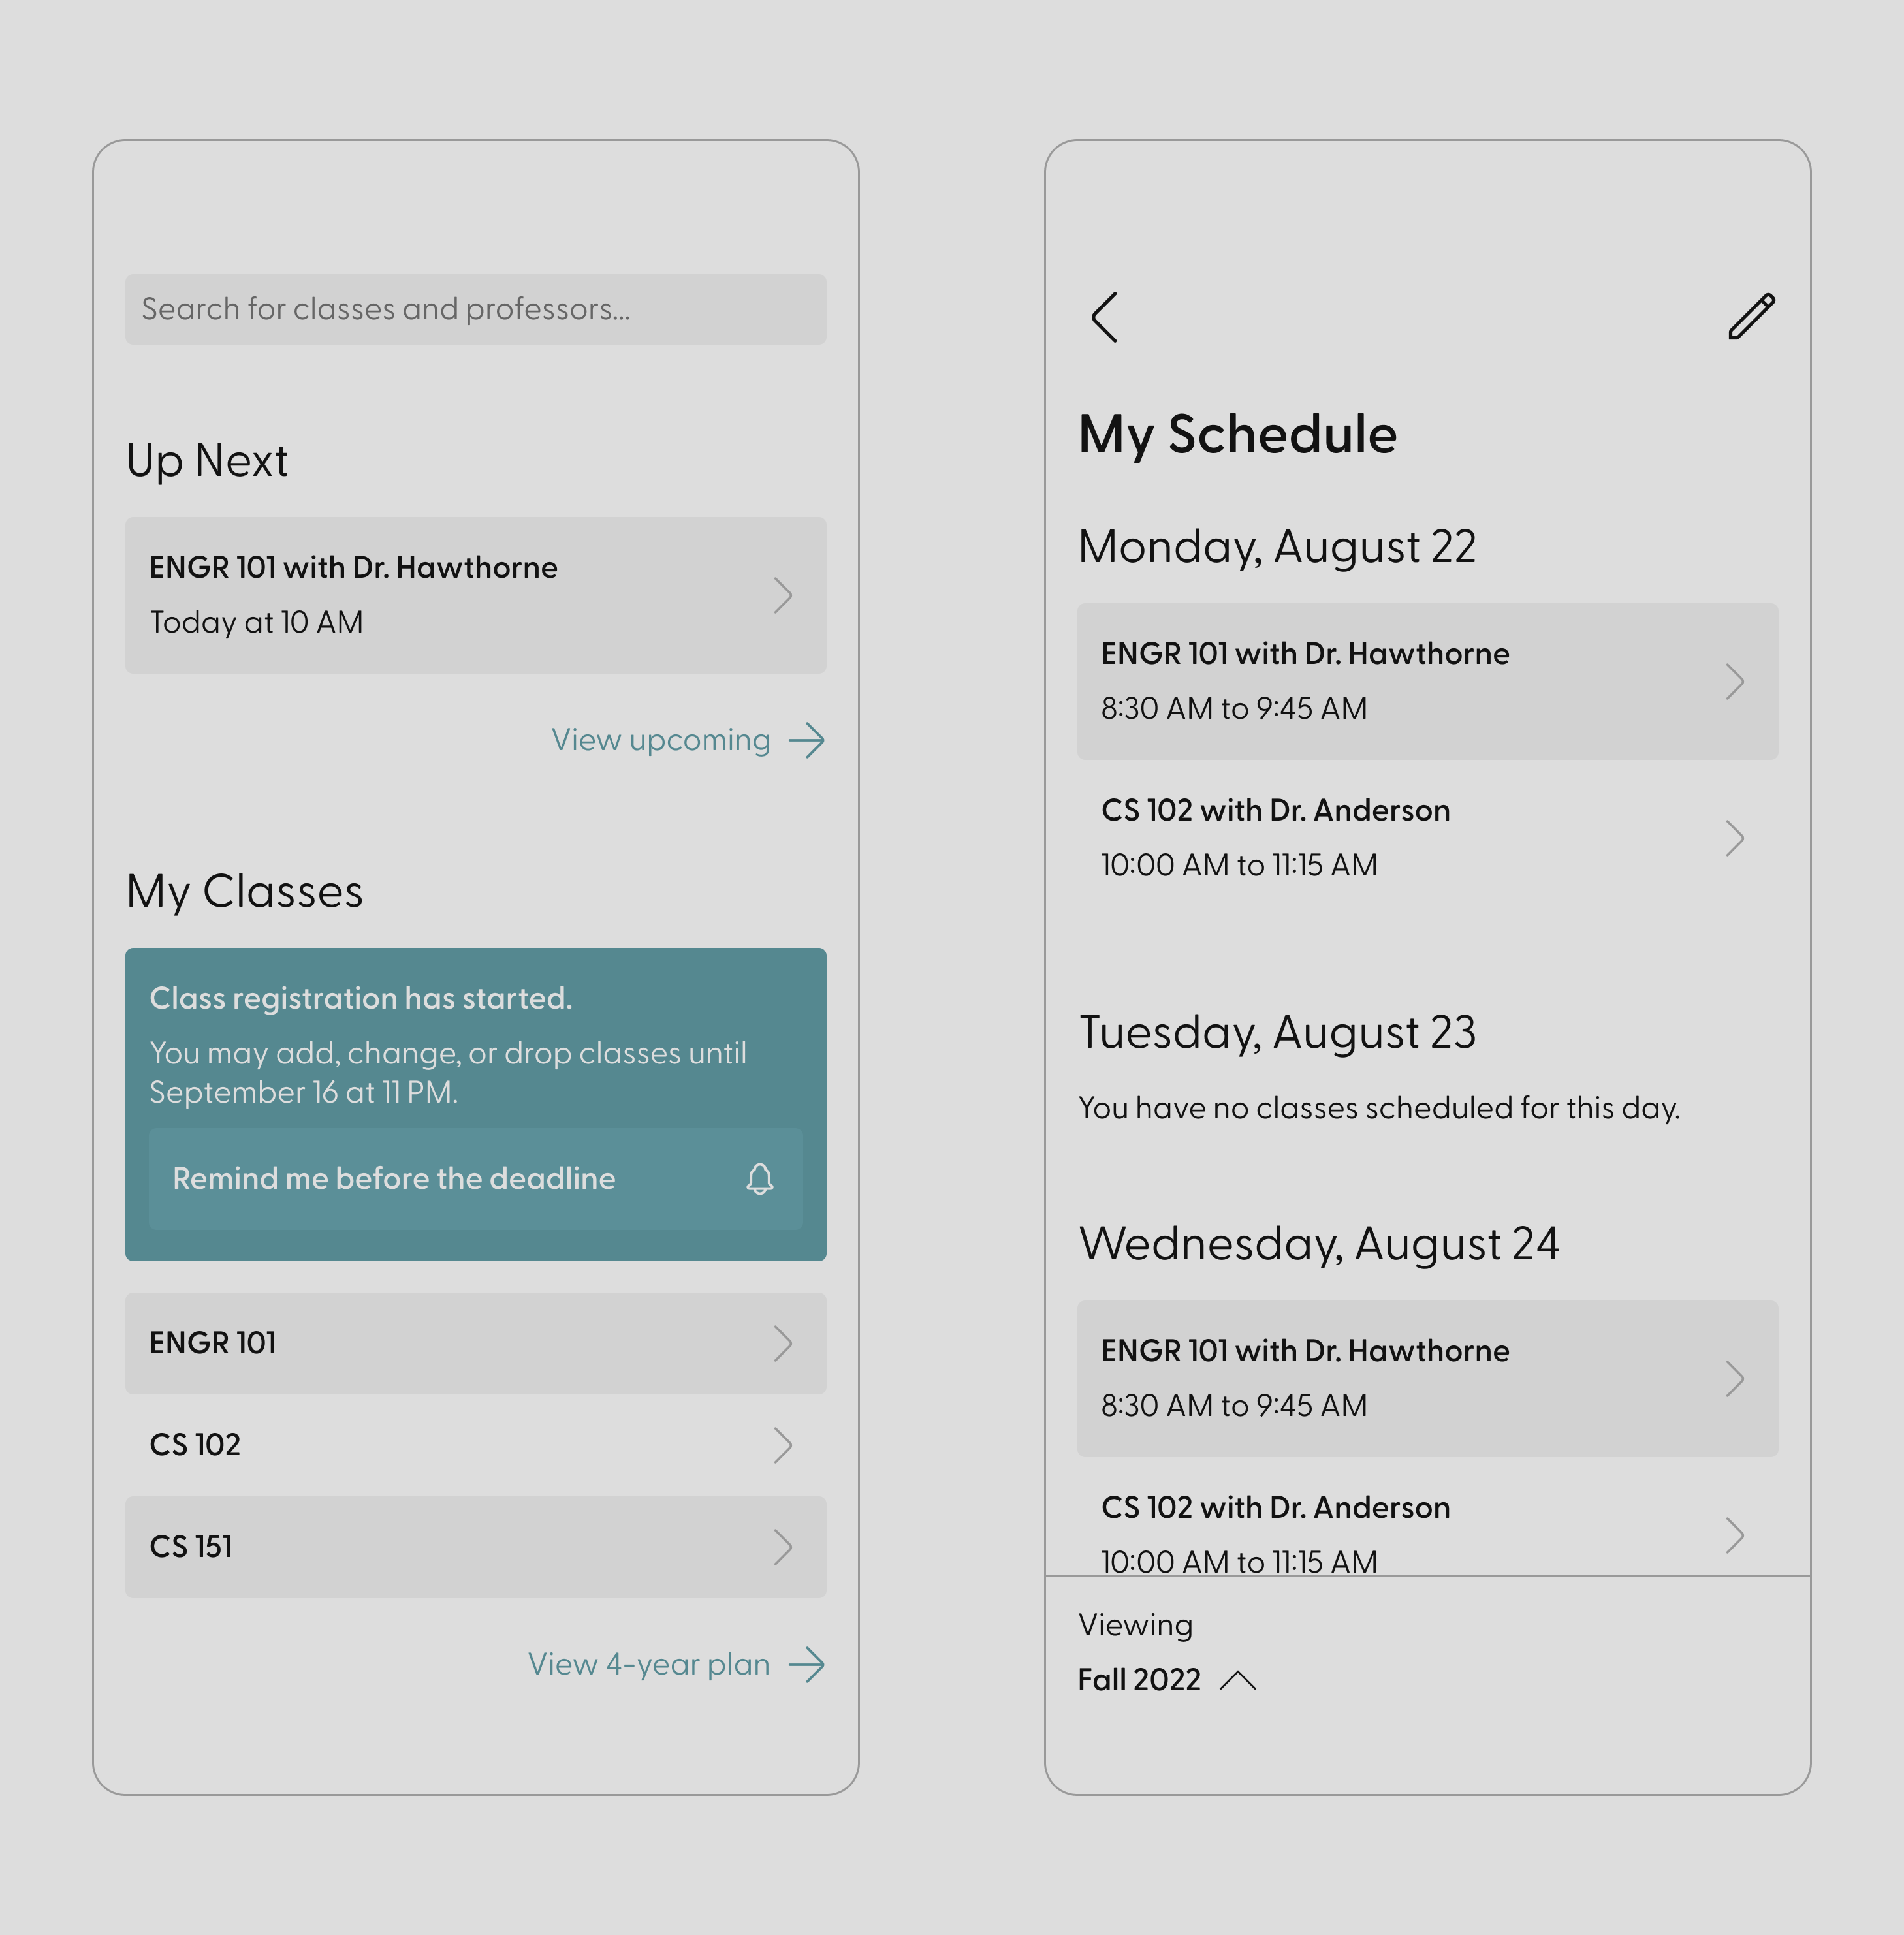 Search for classes and professors...
Up Next
ENGR 101 with Dr. Hawthorne
Today at 10 AM
View upcoming
My Classes
Class registration has started.
You may add, change, or drop classes until
September 16 at 11 PM.
Remind me before the deadline
ENGR 101
CS 102
CS 151
View 4-year plan
My Schedule
Monday, August 22
ENGR 101 with Dr. Hawthorne
8:30 AM to 9:45 AM
CS 102 with Dr. Anderson
10:00 AM to 11:15 AM
Tuesday, August 23
You have no classes scheduled for this day.
Wednesday, August 24
ENGR 101 with Dr. Hawthorne
8:30 AM to 9:45 AM
CS 102 with Dr. Anderson
10:00 AM to 11:15 AM
Viewing
Fall 2022